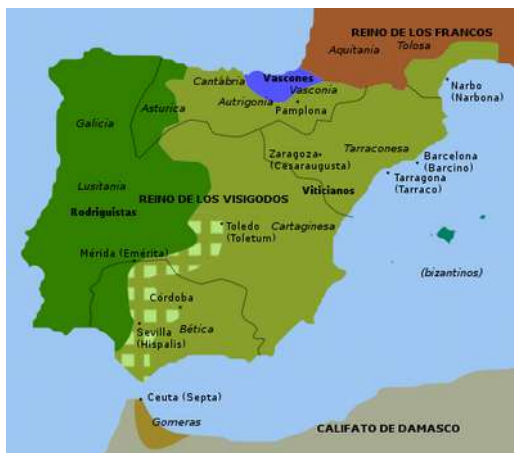 REINO DE LOS FRANCOS
Aquitania
Tolosa
Cantabria
Vascones
Vasconia
Asturica
Autrigonia
Pamplona
Narbo
(Narbona)
Galicia
Zaragoza
(Cesaraugusta)
Tarraconesa
Barcelona
(Barcino)
Tarragona
(Tarraco)
Lusitania
Viticianos
REINO DE LOS VISIGODOS
Rodriguistas
Toledo
(Toletum)
Cartaginesa
Mérida (Emérita)
(bizantinos)
Córdoba
Sevilla
(Hispalis)
Bética
Ceuta (Septa)
Gomeras
CALIFATO DE DAMASCO